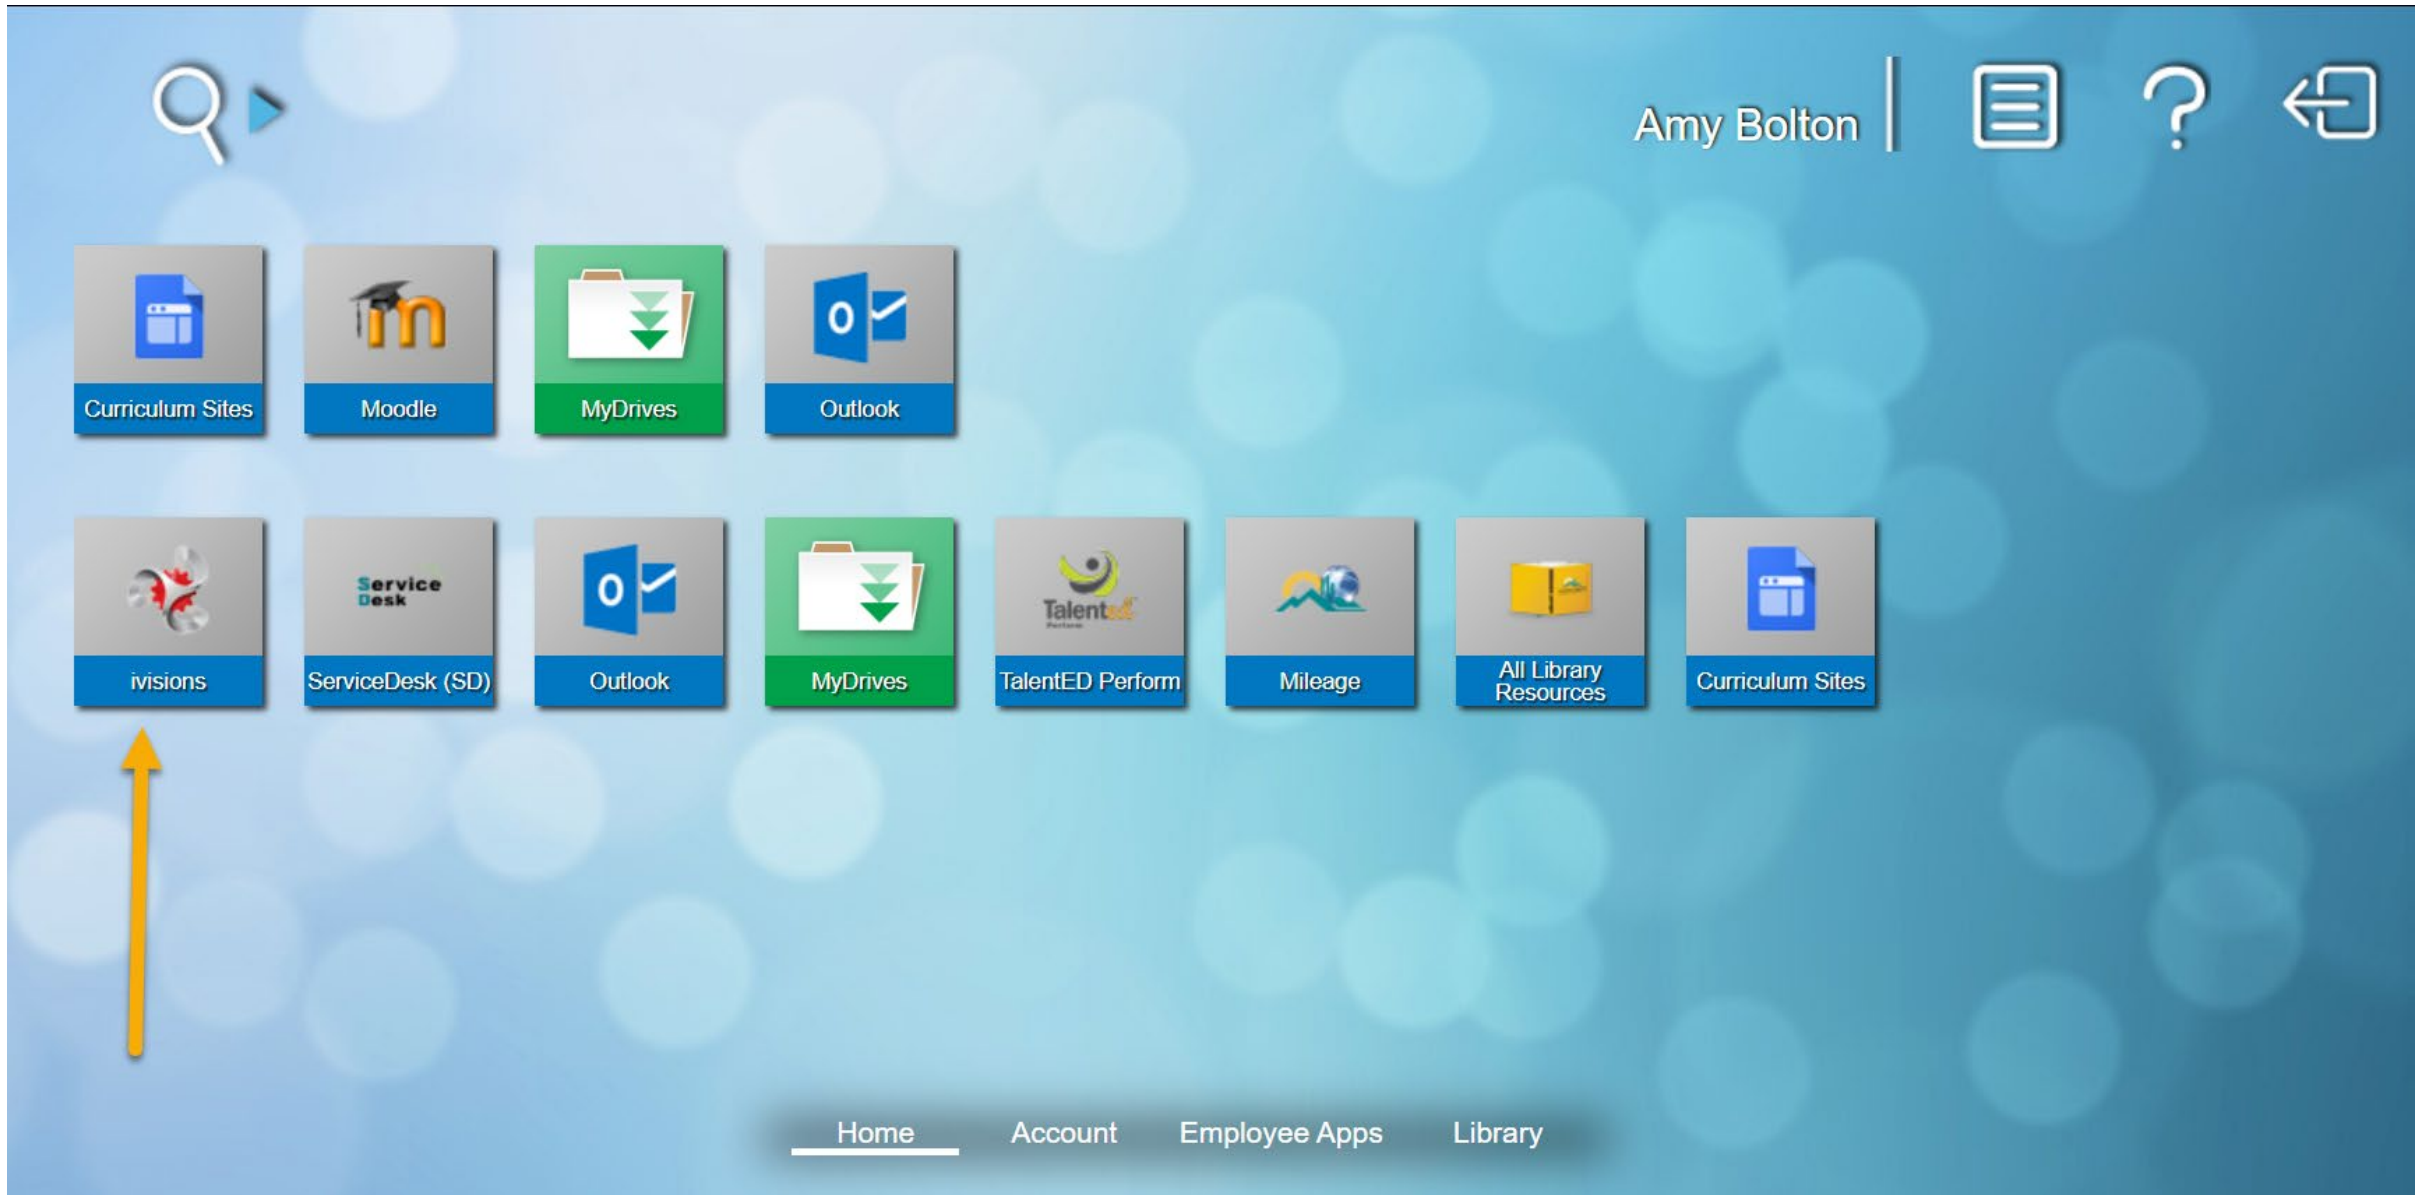 Amy Bolton
Curriculum Sites
Moodle
MyDrives
Outlook
Service
Desk
Talented
ivisions
ServiceDesk (SD)
Outlook
MyDrives
TalentED Perform
Mileage
All Library
Resources
Curriculum Sites
Home
Account
Employee Apps
Library